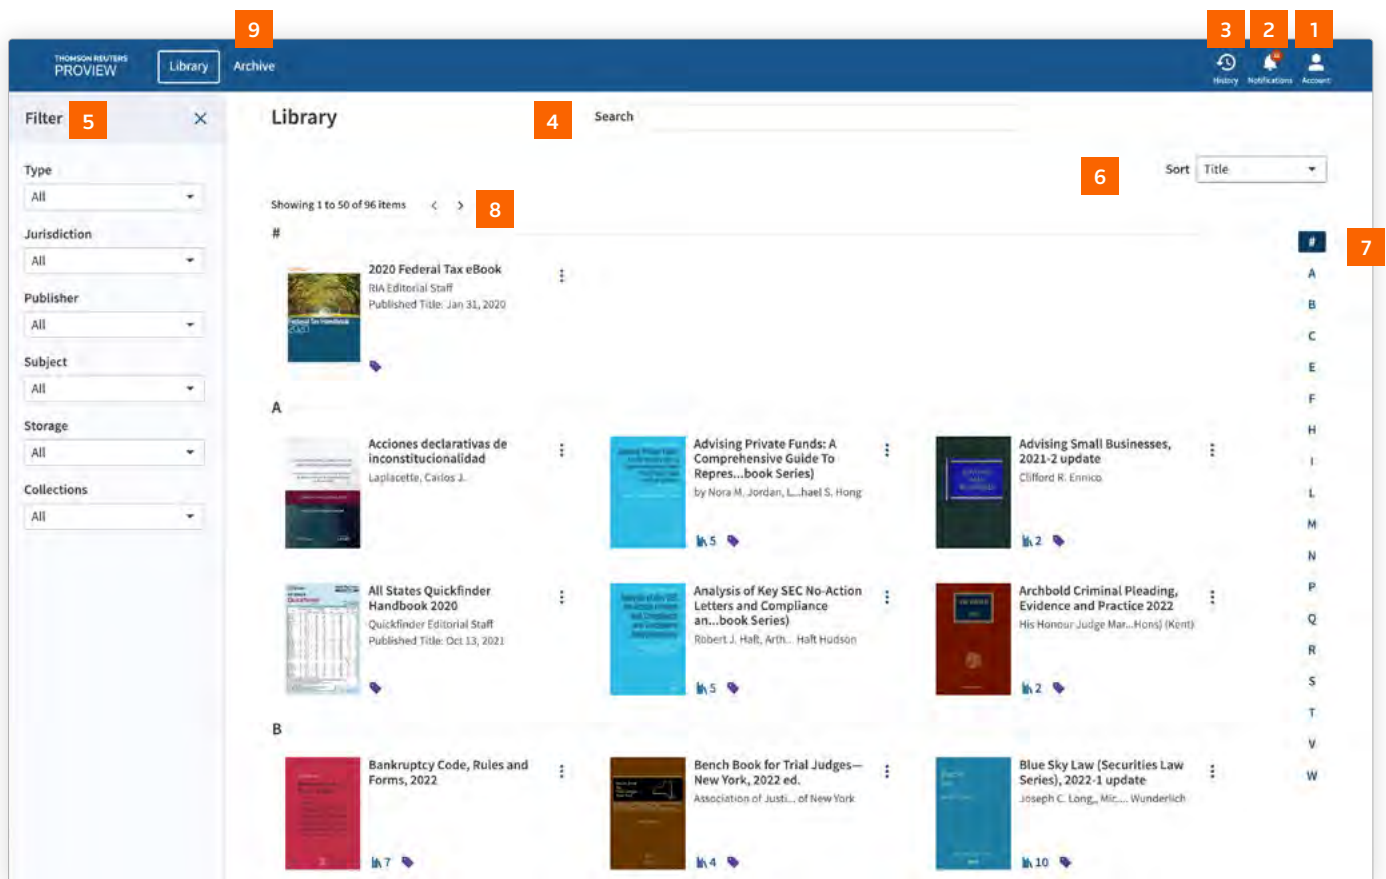 9
3 2 1
THOMSON REUTERS
PROVIEW
Library
Archive
History
Notifications
Account
Filter
5
Library
4
Search
6
Sort
Title
Type
All
Jurisdiction
All
Publisher
All
Subject
All
Storage
All
Collections
All
Showing 1 to 50 of 96 items
8
#
2020 Federal Tax eBook
RIA Editorial Staff
Published Title: Jan 31, 2020
Federal Tax Handbook
2020
A
Acciones declarativas de
inconstitucionalidad
Laplacette, Carlos J.
Advising Private Funds: A
Comprehensive Guide To
Repres...book Series)
by Nora M. Jordan, L...hael S. Hong
5
Advising Small Businesses,
2021-2 update
Clifford R. Ennico
2
All States Quickfinder
Handbook 2020
Quickfinder Editorial Staff
Published Title: Oct 13, 2021
Analysis of Key SEC No-Action
Letters and Compliance
an...book Series)
Robert J. Haft, Arth... Haft Hudson
5
Archbold Criminal Pleading,
Evidence and Practice 2022
His Honour Judge Mar...Hons) (Kent)
2
B
Bankruptcy Code, Rules and
Forms, 2022
7
Bench Book for Trial Judges—
New York, 2022 ed.
Association of Justi... of New York
4
Blue Sky Law (Securities Law
Series), 2022-1 update
Joseph C. Long,, Mic.... Wunderlich
10
7
#
A
B
C
E
F
H
I
L
M
N
P
Q
R
S
T
V
W